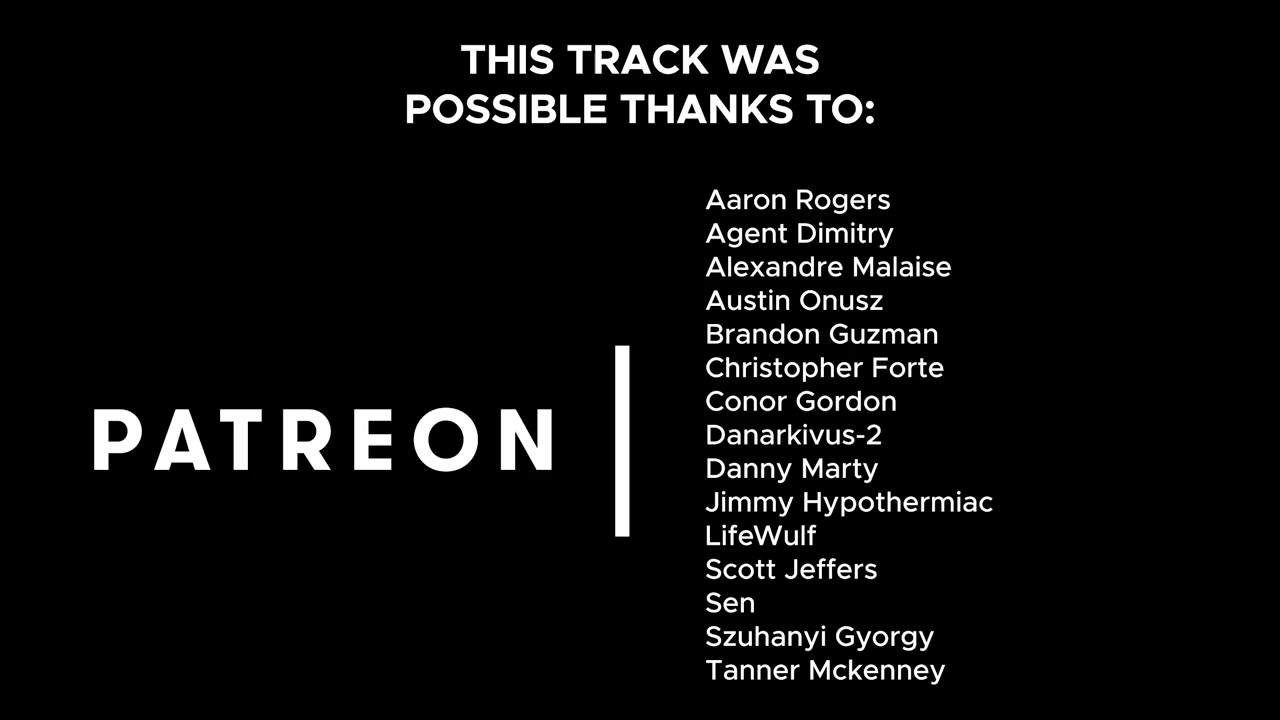 THIS TRACK WAS
POSSIBLE THANKS TO:
PATREON
Aaron Rogers
Agent Dimitry
Alexandre Malaise
Austin Onusz
Brandon Guzman
Christopher Forte
Conor Gordon
Danarkivus-2
Danny Marty
Jimmy Hypothermiac
LifeWulf
Scott Jeffers
Sen
Szuhanyi Gyorgy
Tanner Mckenney